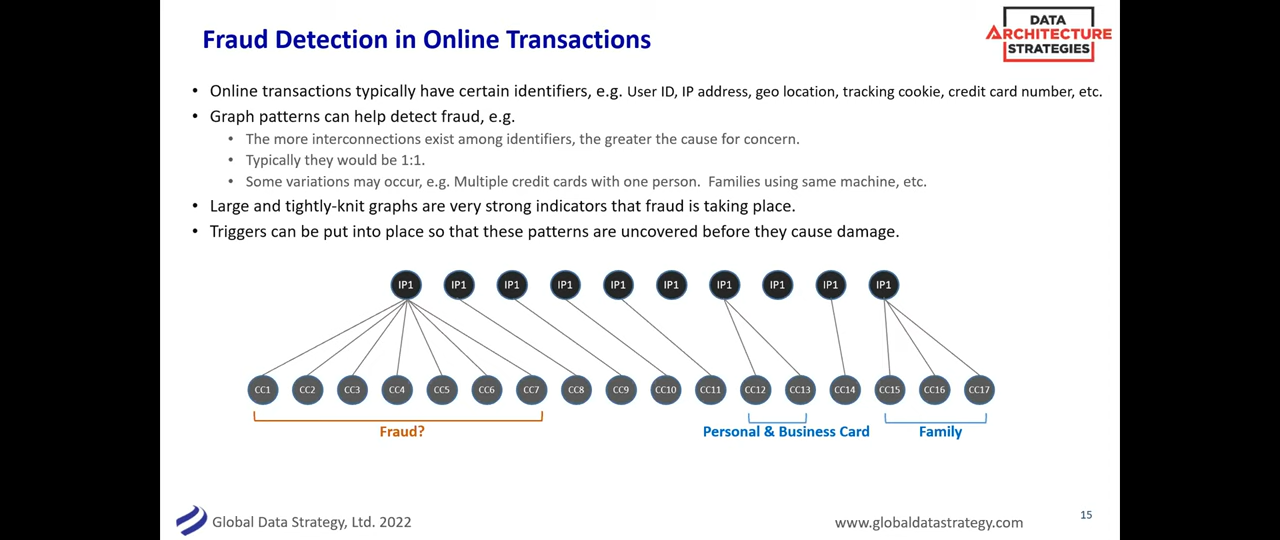 Fraud Detection in Online Transactions
DATA
ARCHITECTURE
STRATEGIES
• Online transactions typically have certain identifiers, e.g. User ID, IP address, geo location, tracking cookie, credit card number, etc.
• Graph patterns can help detect fraud, e.g.
• The more interconnections exist among identifiers, the greater the cause for concern.
• Typically they would be 1:1.
• Some variations may occur, e.g. Multiple credit cards with one person. Families using same machine, etc.
• Large and tightly-knit graphs are very strong indicators that fraud is taking place.
• Triggers can be put into place so that these patterns are uncovered before they cause damage.
IP1 IP1 IP1 IP1 IP1 IP1 IP1 IP1 IP1 IP1
CC1 CC2 CC3 CC4 CC5 CC6 CC7 CC8 CC9 CC10 CC11 CC12 CC13 CC14 CC15 CC16 CC17
Fraud? Personal & Business Card Family
Global Data Strategy, Ltd. 2022 www.globaldatastrategy.com 15